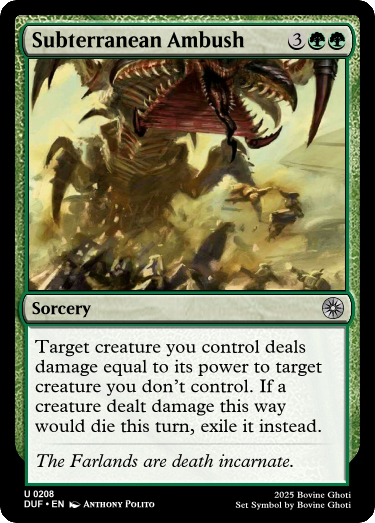 Subterranean Ambush 3
Sorcery
Target creature you control deals
damage equal to its power to target
creature you don't control. If a
creature dealt damage this way
would die this turn, exile it instead.
The Farlands are death incarnate.
U 0208
DUF • EN Anthony Polito
2025 Bovine Ghoti
Set Symbol by Bovine Ghoti